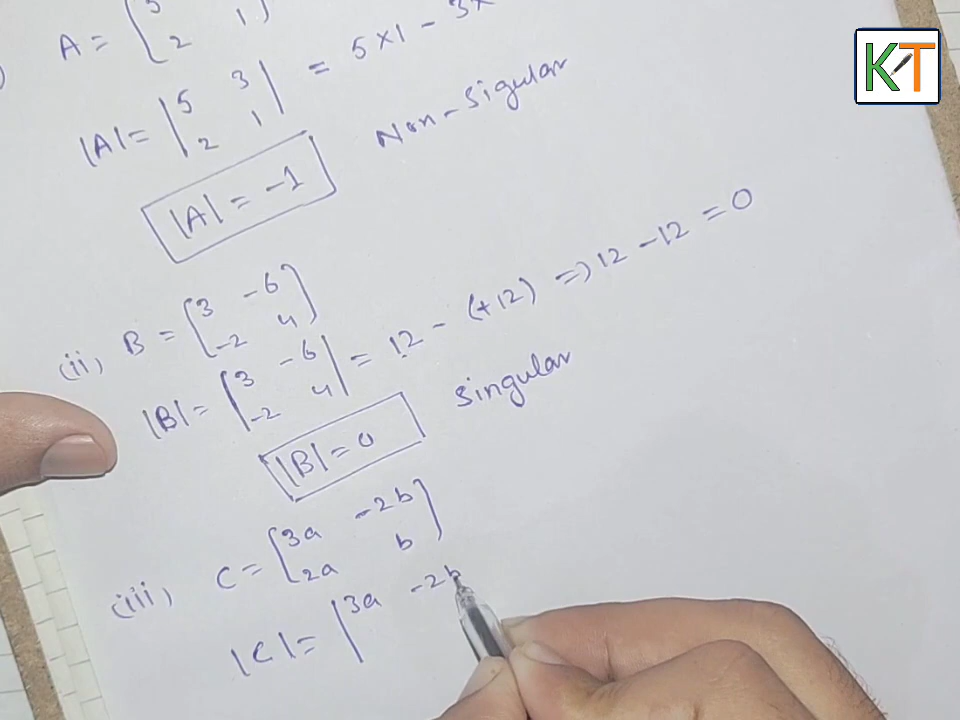 KT
A = [5 3
2 1]
|A| = |5 3
2 1| = 5×1 - 3×
|A| = -1 Non-Sigular
(ii) B = [3 -6
-2 4]
|B| = |3 -6
-2 4| = 12 - (+12) => 12 - 12 = 0
|B| = 0 Singular
(iii) C = [3a -2b
2a b]
|C| = |3a -2b